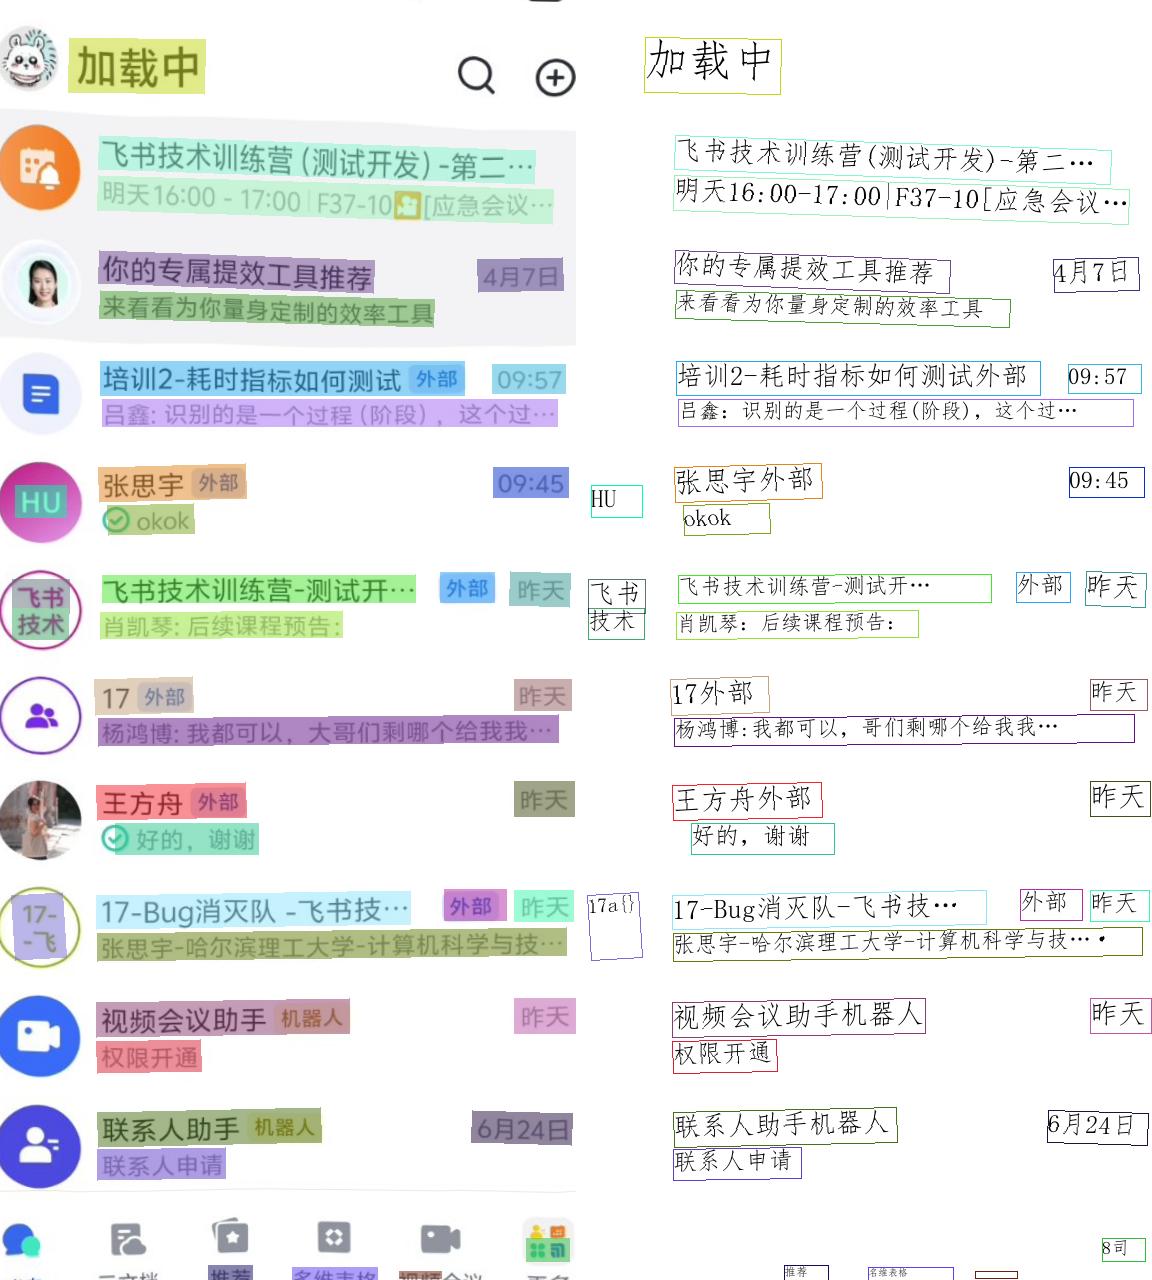 加载中
加载中
飞书技术训练营 (测试开发) -第二…
飞书技术训练营(测试开发)-第二…
明天16:00 - 17:00 | F37-10 [应急会议…
明天16:00-17:00|F37-10[应急会议…
你的专属提效工具推荐 4月7日
你的专属提效工具推荐 4月7日
来看看为你量身定制的效率工具
来看看为你量身定制的效率工具
培训2-耗时指标如何测试 外部 09:57
培训2-耗时指标如何测试外部 09:57
吕鑫: 识别的是一个过程 (阶段) ，这个过…
吕鑫: 识别的是一个过程(阶段), 这个过…
HU 张思宇 外部 09:45
HU 张思宇外部 09:45
okok
okok
飞书技术 飞书技术训练营-测试开… 外部 昨天
飞书技术 飞书技术训练营-测试开… 外部 昨天
肖凯琴: 后续课程预告:
肖凯琴: 后续课程预告:
17 外部 昨天
17外部 昨天
杨鸿博: 我都可以，大哥们剩哪个给我我…
杨鸿博:我都可以, 哥们剩哪个给我我…
王方舟 外部 昨天
王方舟外部 昨天
好的，谢谢
好的, 谢谢
17--飞 17-Bug消灭队 -飞书技… 外部 昨天
17a{} 17-Bug消灭队-飞书技… 外部 昨天
张思宇-哈尔滨理工大学-计算机科学与技…
张思宇-哈尔滨理工大学-计算机科学与技…•
视频会议助手 机器人 昨天
视频会议助手机器人 昨天
权限开通
权限开通
联系人助手 机器人 6月24日
联系人助手机器人 6月24日
联系人申请
联系人申请
8司
推荐 多维表格 视频会议
推荐 名维表格